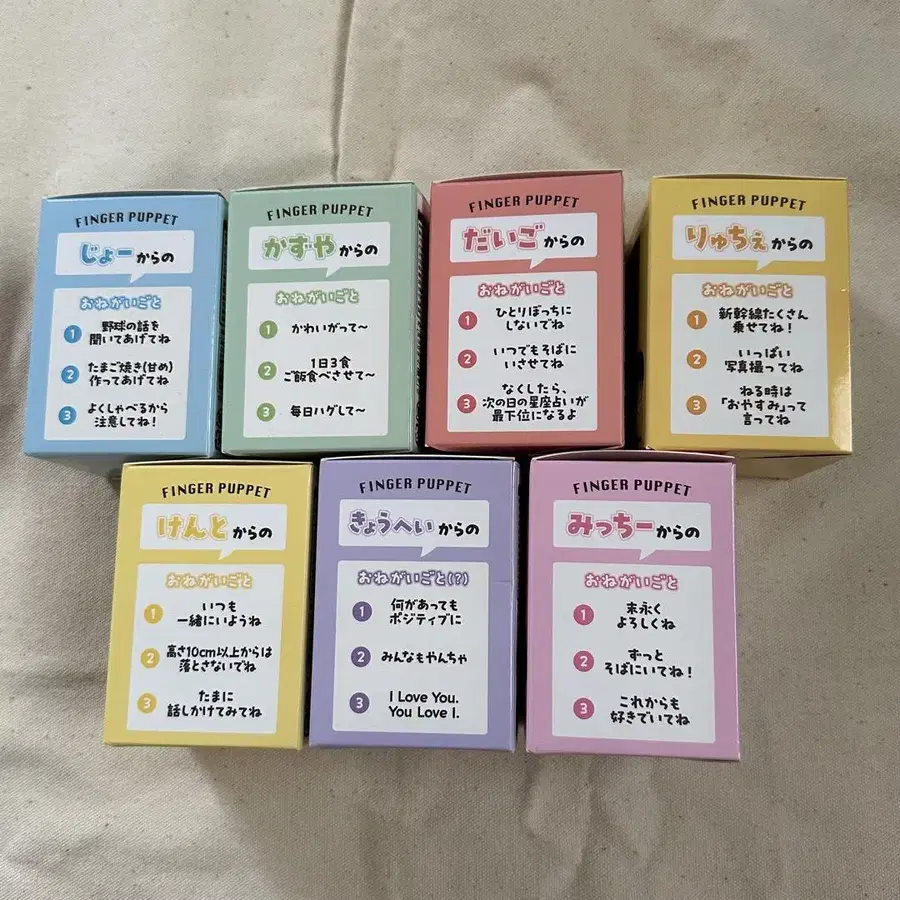 FINGER PUPPET
じょーからの
おねがいごと
1 野球の話を
聞いてあげてね
2 たまご焼き(甘め)
作ってあげてね
3 よくしゃべるから
注意してね!
FINGER PUPPET
かずやからの
おねがいごと
1 かわいがって〜
2 1日3食
ご飯食べさせて〜
3 毎日ハグして〜
FINGER PUPPET
だいごからの
おねがいごと
1 ひとりぼっちに
しないでね
2 いつでもそばに
いさせてね
3 なくしたら、
次の日の星座占いが
最下位になるよ
FINGER PUPPET
りゅちぇからの
おねがいごと
1 新幹線たくさん
乗せてね!
2 いっぱい
写真撮ってね
3 ねる時は
「おやすみ」って
言ってね
FINGER PUPPET
けんとからの
おねがいごと
1 いつも
一緒にいようね
2 高さ10cm以上からは
落とさないでね
3 たまに
話しかけてみてね
FINGER PUPPET
きょうへいからの
おねがいごと(?)
1 何があっても
ポジティブに
2 みんなもやんちゃ
3 I Love You.
You Love I.
FINGER PUPPET
みっちーからの
おねがいごと
1 末永く
よろしくね
2 ずっと
そばにいてね!
3 これからも
好きでいてね